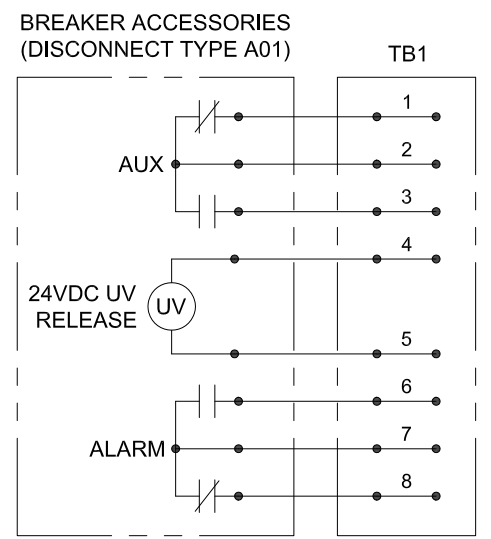 BREAKER ACCESSORIES
(DISCONNECT TYPE A01)
TB1
1
AUX
2
3
4
24VDC UV
RELEASE
UV
5
6
ALARM
7
8